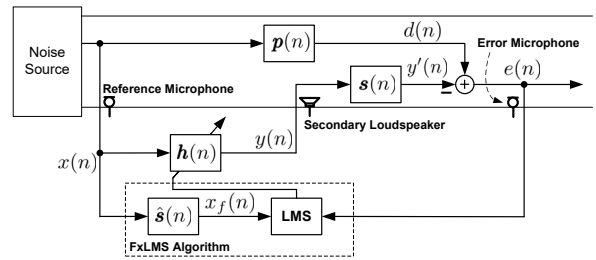 Noise
Source
p(n)
d(n)
Error Microphone
s(n)
y′(n)
+
−
e(n)
Reference Microphone
Secondary Loudspeaker
x(n)
h(n)
y(n)
ŝ(n)
x_f(n)
LMS
FxLMS Algorithm